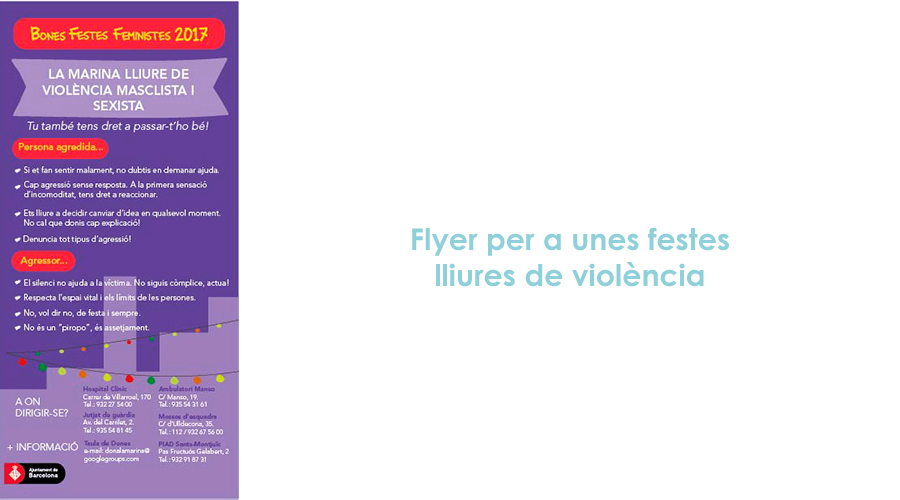 BONES FESTES FEMINISTES 2017
LA MARINA LLIURE DE
VIOLÈNCIA MASCLISTA I
SEXISTA
Tu també tens dret a passar-t'ho bé!
Persona agredida...
Si et fan sentir malament, no dubtis en demanar ajuda.
Cap agressió sense resposta. A la primera sensació
d'incomoditat, tens dret a reaccionar.
Ets lliure a decidir canviar d'idea en qualsevol moment.
No cal que donis cap explicació!
Denuncia tot tipus d'agressió!
Agressor...
El silenci no ajuda a la víctima. No siguis còmplice, actua!
Respecta l'espai vital i els límits de les persones.
No, vol dir no, de festa i sempre.
No és un "piropo", és assetjament.
A ON
DIRIGIR-SE?
Hospital Clínic
Carrer de Villarroel, 170
Tel.: 932 27 54 00
Ambulatori Manso
C/ Manso, 19.
Tel.: 935 54 31 61
Jutjat de guàrdia
Av. del Carrilet, 2.
Tel.: 935 54 81 45
Mossos d'esquadra
C/ d'Ulldecona, 35.
Tel.: 112 / 932 67 56 00
+ INFORMACIÓ
Taula de Dones
e-mail: donalamarina@
googlegroups.com
PIAD Sants-Montjuïc
Pas Fructuós Gelabert, 2
Tel.: 932 91 87 31
Ajuntament de
Barcelona
Flyer per a unes festes
lliures de violència